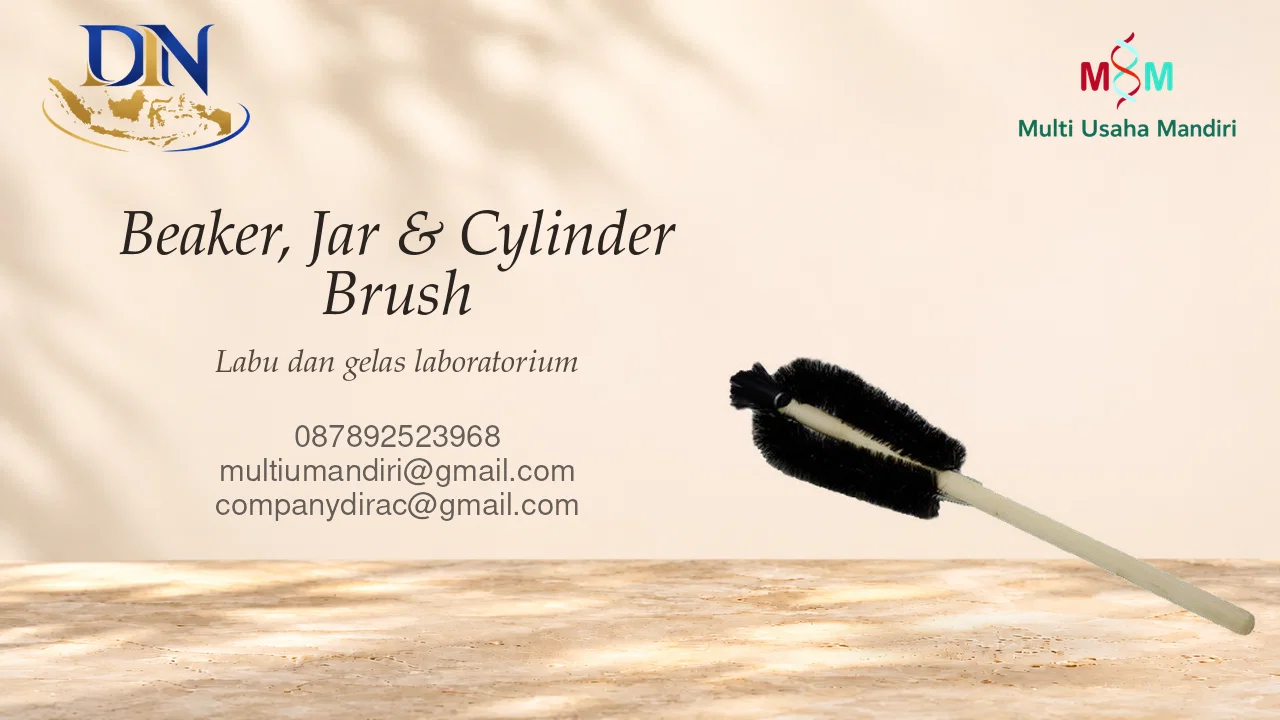 DIN
MSM
Multi Usaha Mandiri
Beaker, Jar & Cylinder
Brush
Labu dan gelas laboratorium
087892523968
multiumandiri@gmail.com
companydirac@gmail.com